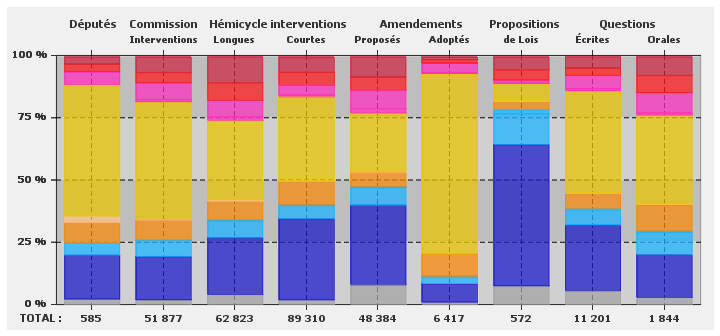 Députés Commission Hémicycle interventions Amendements Propositions Questions
Interventions Longues Courtes Proposés Adoptés de Lois Écrites Orales
100 %
75 %
50 %
25 %
0 %
TOTAL : 585 51 877 62 823 89 310 48 384 6 417 572 11 201 1 844